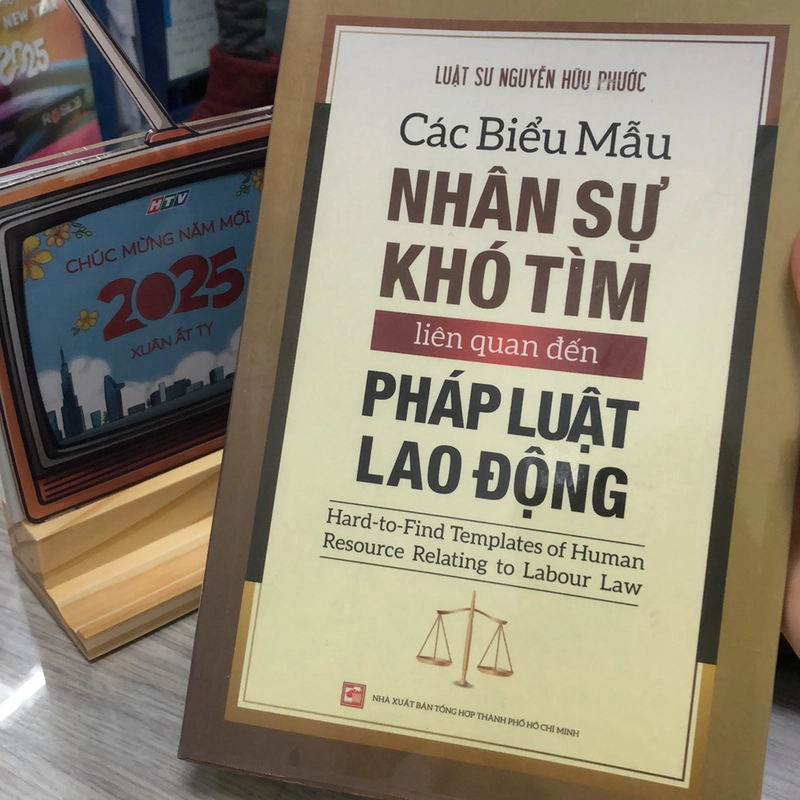 NEW YEAR
2025
HTV
CHÚC MỪNG NĂM MỚI
2025
XUÂN ẤT TỴ
LUẬT SƯ NGUYỄN HỮU PHƯỚC
Các Biểu Mẫu
NHÂN SỰ
KHÓ TÌM
liên quan đến
PHÁP LUẬT
LAO ĐỘNG
Hard-to-Find Templates of Human
Resource Relating to Labour Law
NHÀ XUẤT BẢN TỔNG HỢP THÀNH PHỐ HỒ CHÍ MINH